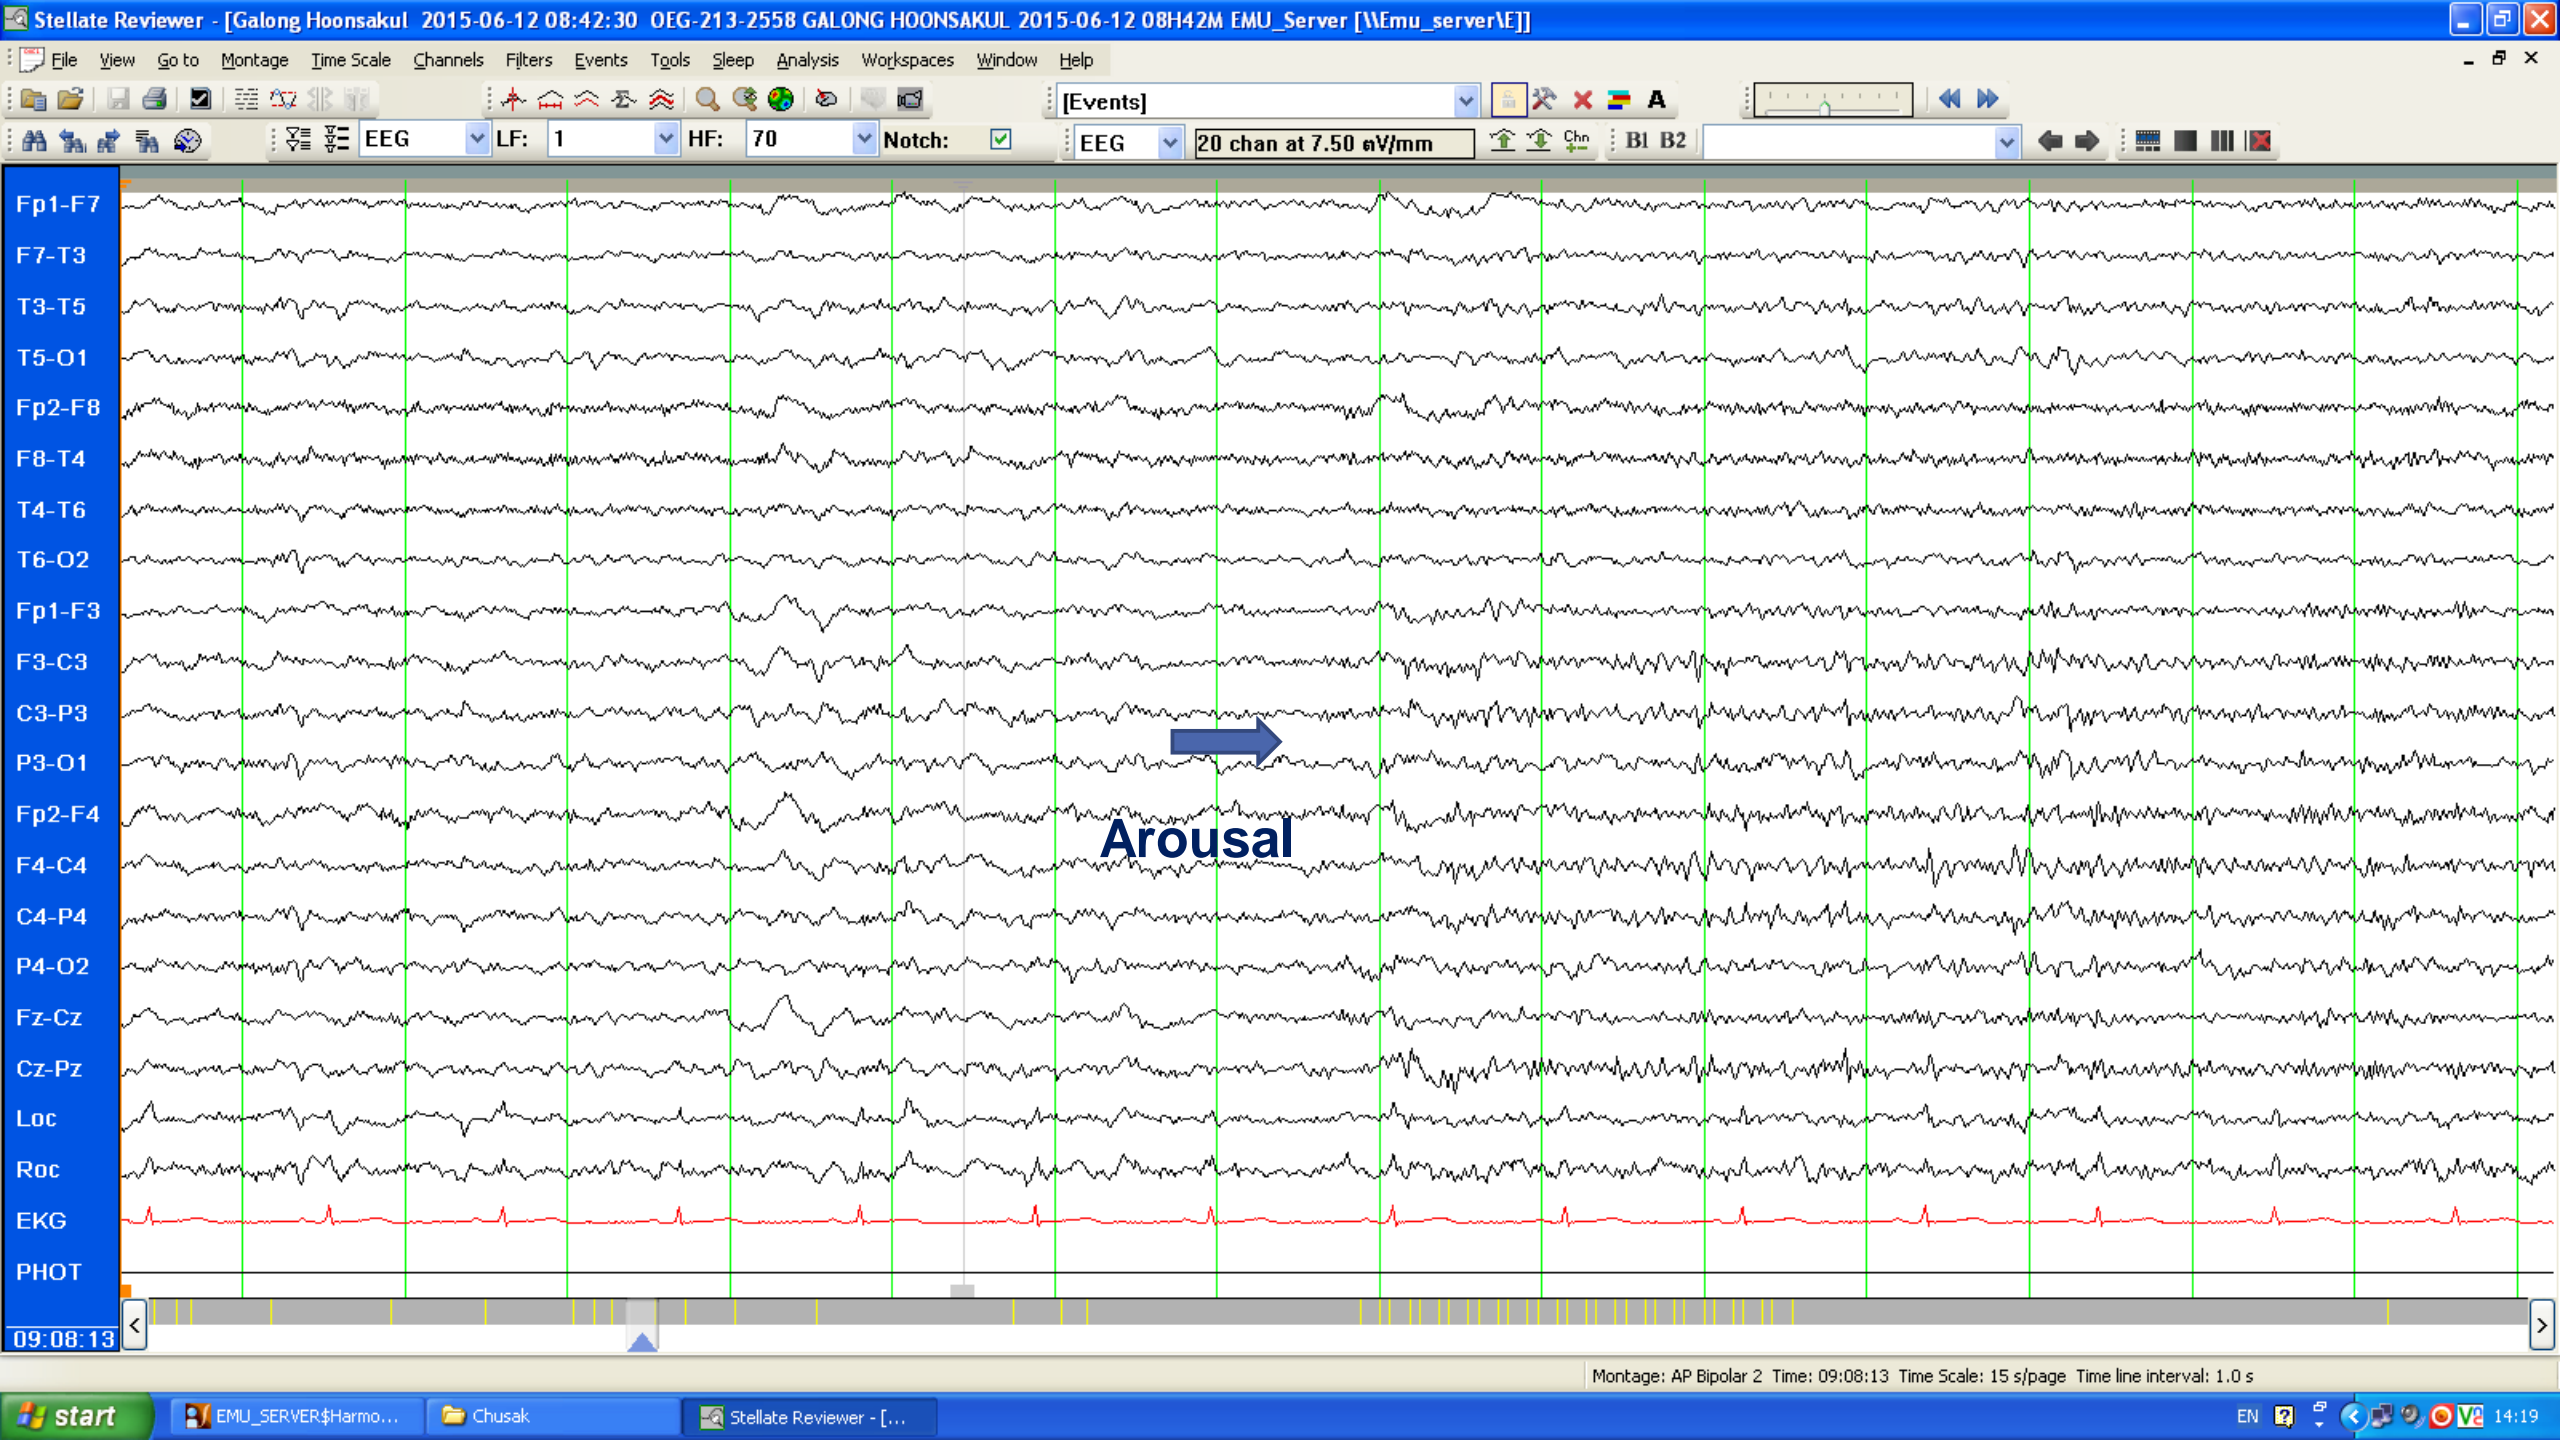 Stellate Reviewer - [Galong Hoonsakul 2015-06-12 08:42:30 OEG-213-2558 GALONG HOONSAKUL 2015-06-12 08H42M EMU_Server [\\Emu_server\E]]
File View Go to Montage Time Scale Channels Filters Events Tools Sleep Analysis Workspaces Window Help
[Events] A
EEG LF: 1 HF: 70 Notch: EEG 20 chan at 7.50 ตV/mm Chn B1 B2
Fp1-F7
F7-T3
T3-T5
T5-O1
Fp2-F8
F8-T4
T4-T6
T6-O2
Fp1-F3
F3-C3
C3-P3
P3-O1
Fp2-F4
Arousal
F4-C4
C4-P4
P4-O2
Fz-Cz
Cz-Pz
Loc
Roc
EKG
PHOT
09:08:13
Montage: AP Bipolar 2 Time: 09:08:13 Time Scale: 15 s/page Time line interval: 1.0 s
start EMU_SERVER$Harmo... Chusak Stellate Reviewer - [... EN 14:19